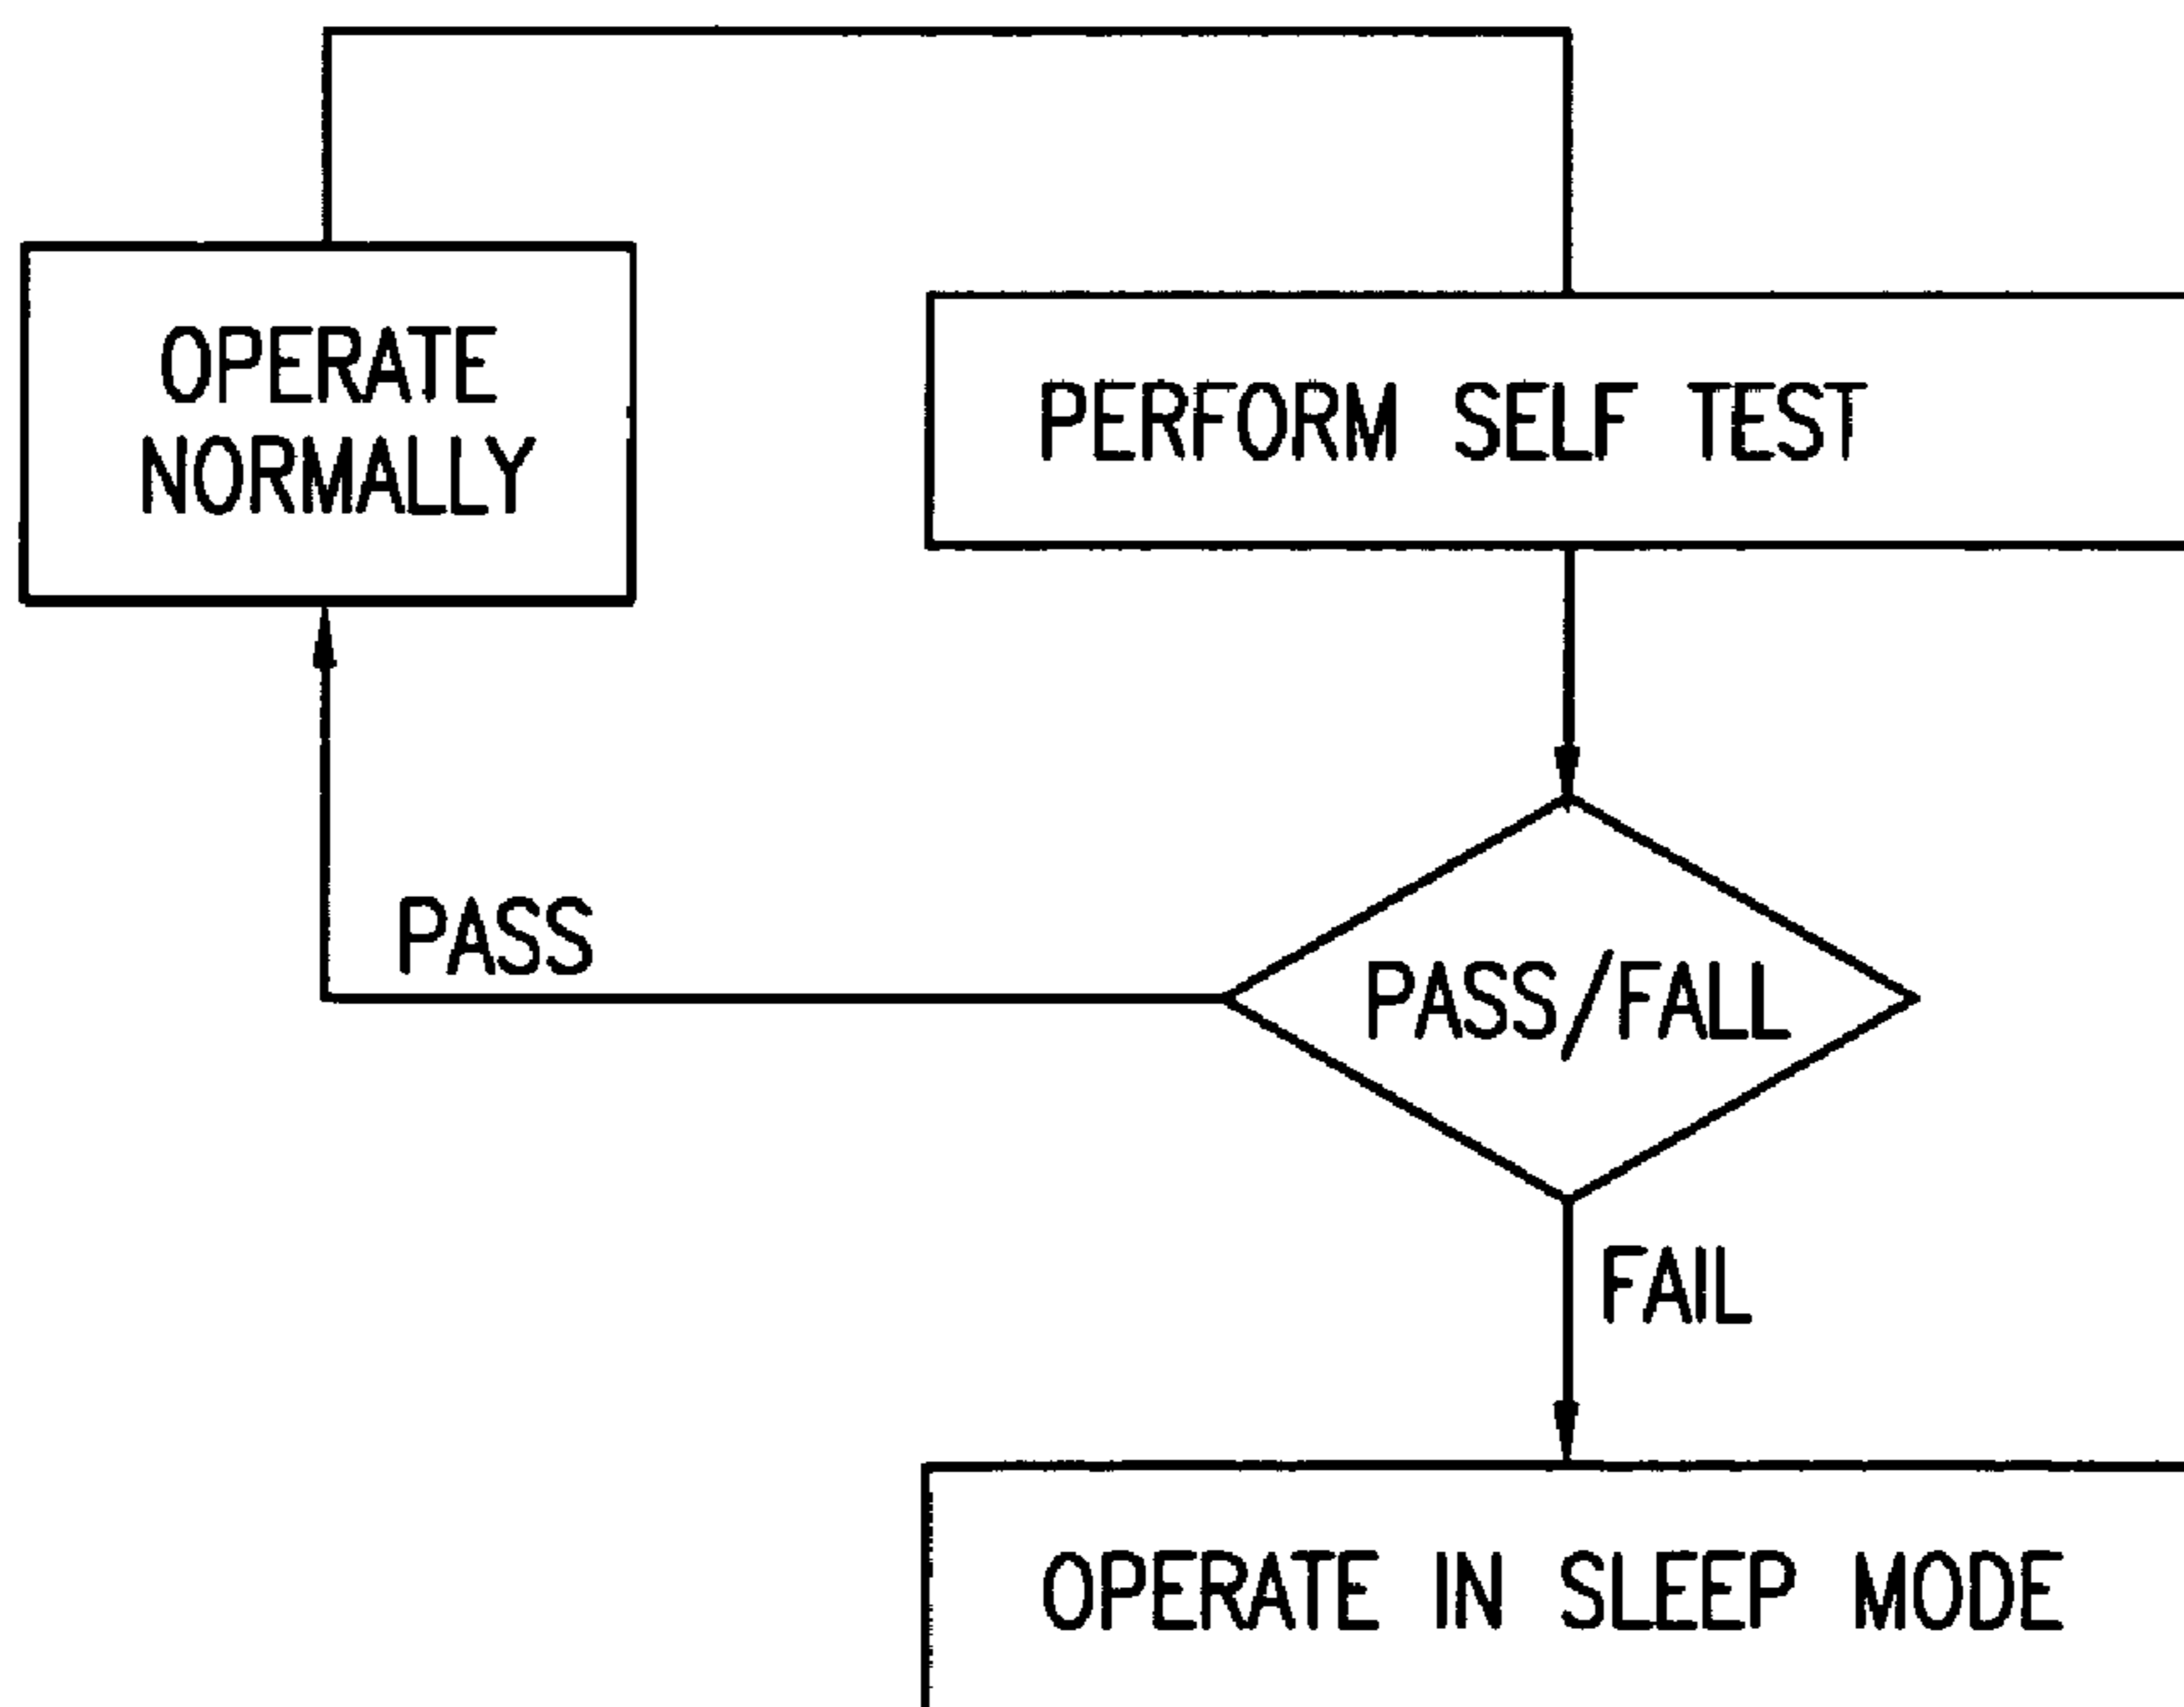 OPERATE
NORMALLY
PERFORM SELF TEST
PASS
PASS/FALL
FAIL
OPERATE IN SLEEP MODE